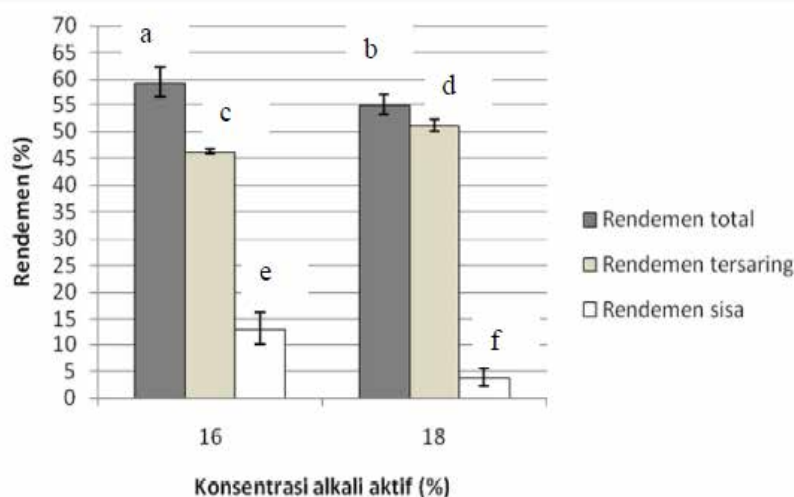 70
65
60
55
50
45
40
35
30
25
20
15
10
5
0
Rendemen (%)
a
b
c
d
e
f
16
18
Konsentrasi alkali aktif (%)
Rendemen total
Rendemen tersaring
Rendemen sisa